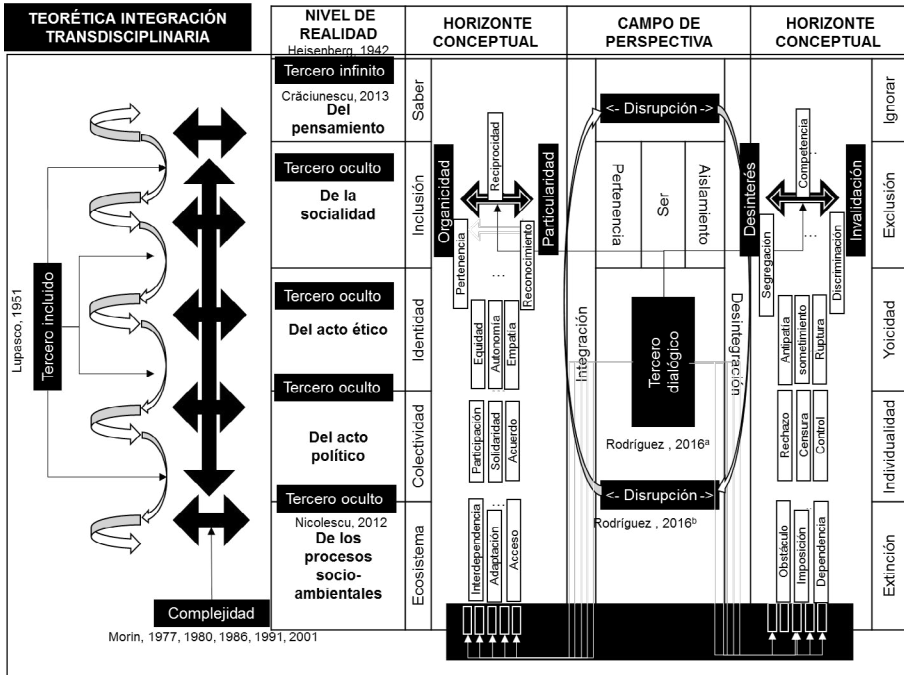 TEORÉTICA INTEGRACIÓN
TRANSDISCIPLINARIA
NIVEL DE
REALIDAD
Heisenberg, 1942
HORIZONTE
CONCEPTUAL
CAMPO DE
PERSPECTIVA
HORIZONTE
CONCEPTUAL
Lupasco, 1951
Tercero incluido
Complejidad
Morin, 1977, 1980, 1986, 1991, 2001
Tercero infinito
Crăciunescu, 2013
Del
pensamiento
Tercero oculto
De la
socialidad
Tercero oculto
Del acto ético
Tercero oculto
Del acto
político
Tercero oculto
Nicolescu, 2012
De los
procesos
socio-
ambientales
Saber
Inclusión
Identidad
Colectividad
Ecosistema
Organicidad
Reciprocidad
Particularidad
Pertenencia
...
Reconocimiento
Equidad
Autonomía
Empatía
...
Participación
Solidaridad
Acuerdo
Interdependencia
Adaptación
Acceso
...
<- Disrupción ->
Pertenencia
Ser
Aislamiento
Integración
Tercero
dialógico
Desintegración
Rodríguez , 2016ª
<- Disrupción ->
Rodríguez , 2016ᵇ
Desinterés
Competencia
...
Invalidación
Segregación
...
Discriminación
Antipatía
sometimiento
Ruptura
Rechazo
Censura
Control
Obstáculo
Imposición
Dependencia
...
Ignorar
Exclusión
Yoicidad
Individualidad
Extinción